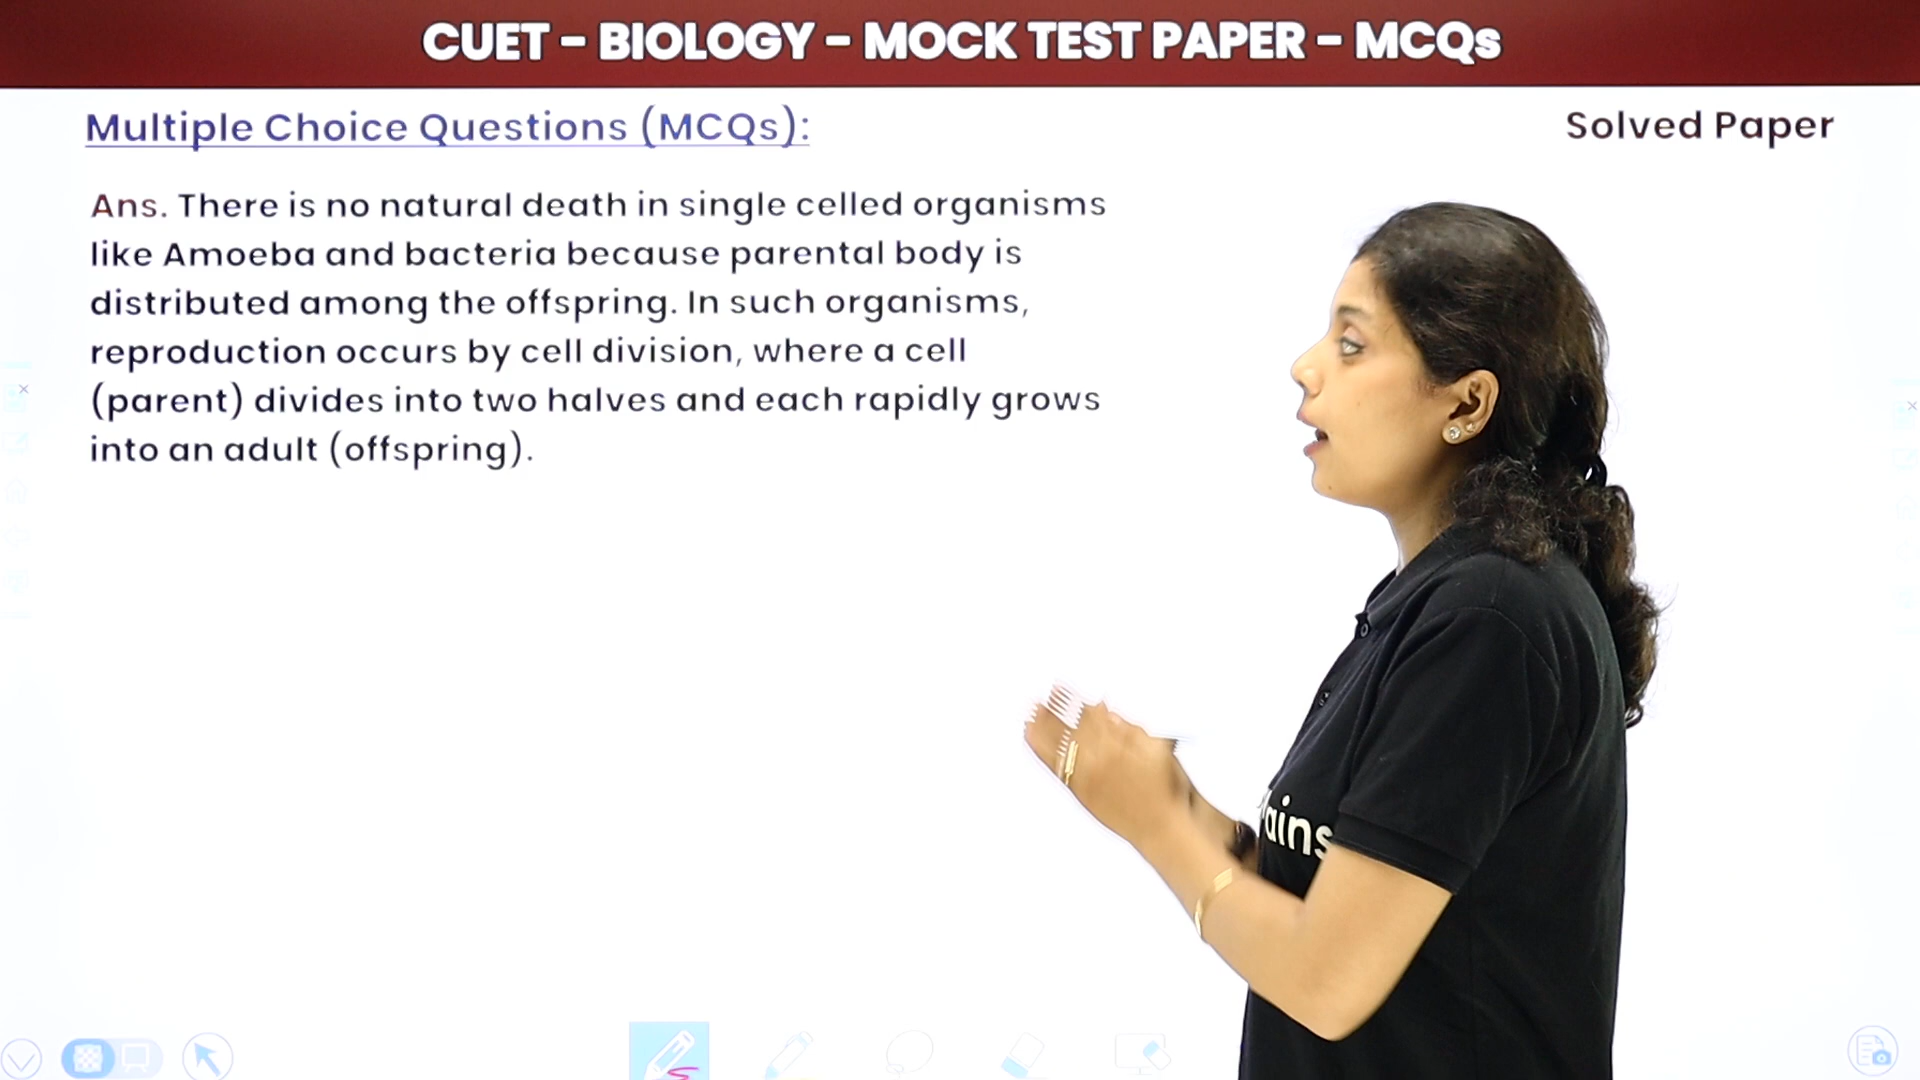 CUET - BIOLOGY - MOCK TEST PAPER - MCQs
Multiple Choice Questions (MCQs):
Solved Paper
Ans. There is no natural death in single celled organisms
like Amoeba and bacteria because parental body is
distributed among the offspring. In such organisms,
reproduction occurs by cell division, where a cell
(parent) divides into two halves and each rapidly grows
into an adult (offspring).